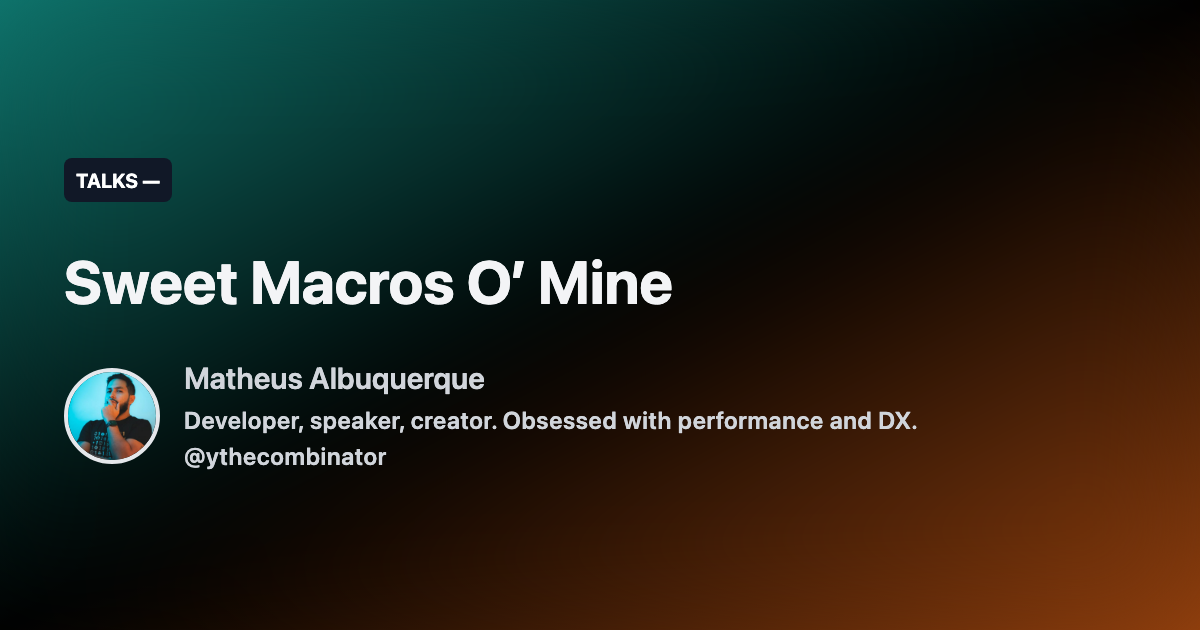 TALKS —
Sweet Macros O’ Mine
Matheus Albuquerque
Developer, speaker, creator. Obsessed with performance and DX.
@ythecombinator